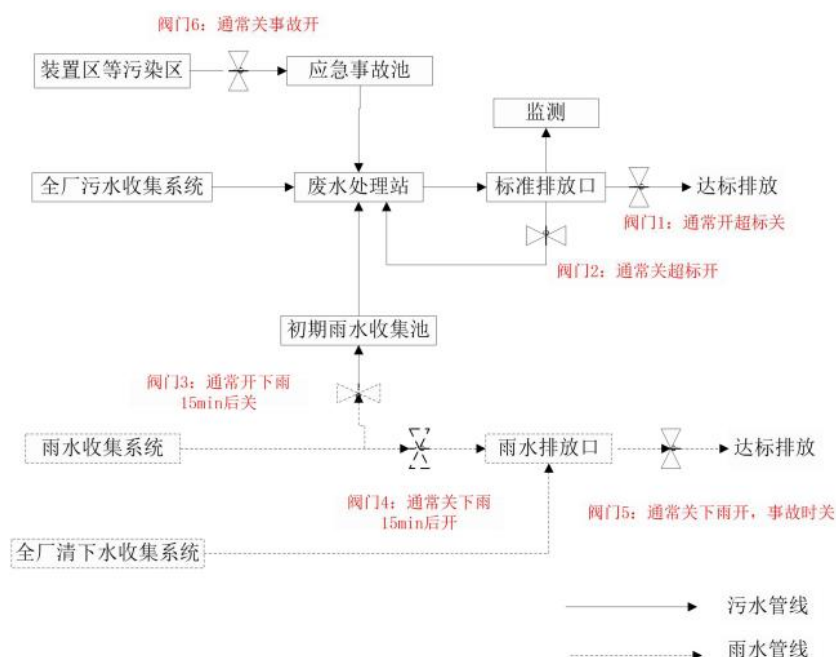 阀门6：通常关事故开
装置区等污染区
应急事故池
监测
全厂污水收集系统
废水处理站
标准排放口
达标排放
阀门1：通常开超标关
阀门2：通常关超标开
初期雨水收集池
阀门3：通常开下雨
15min后关
雨水收集系统
雨水排放口
达标排放
阀门4：通常关下雨
15min后开
阀门5：通常关下雨开，事故时关
全厂清下水收集系统
污水管线
雨水管线